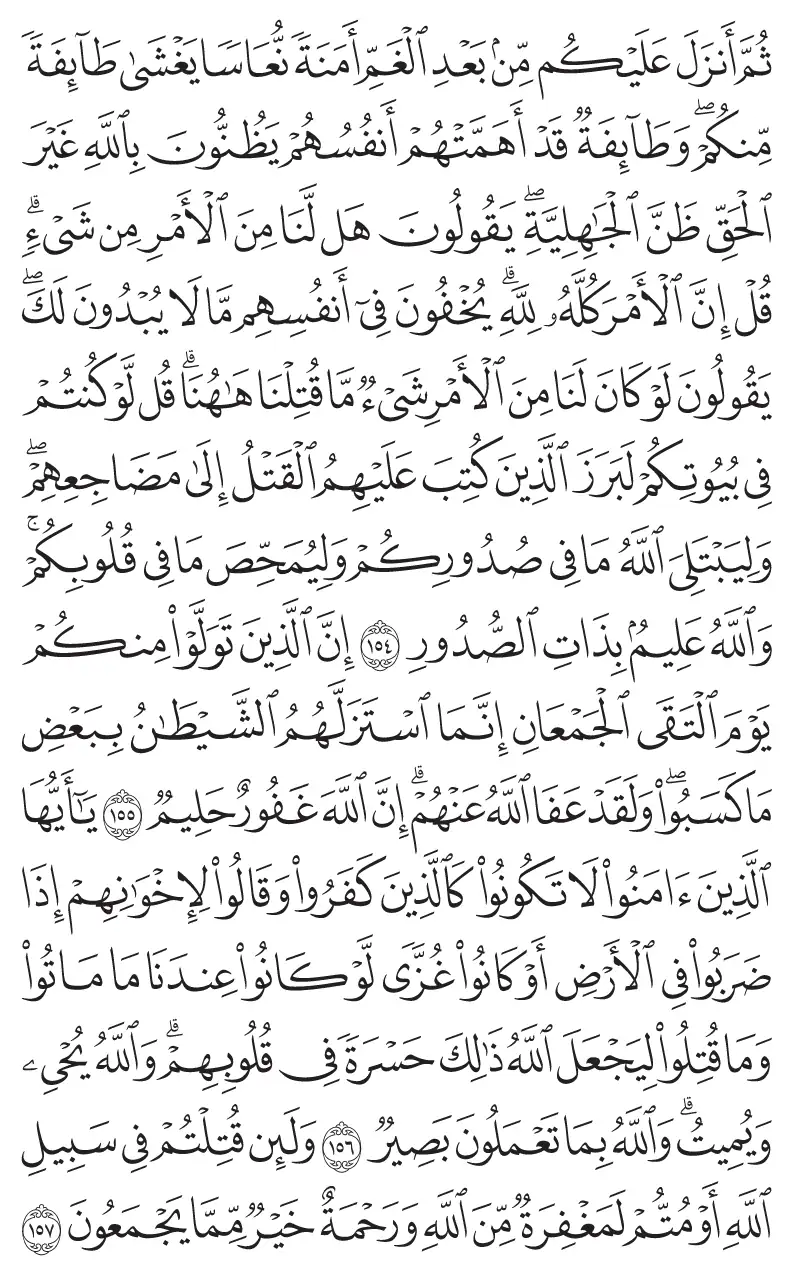 ثُمَّ أَنزَلَ عَلَيْكُم مِّنۢ بَعْدِ ٱلْغَمِّ أَمَنَةً نُّعَاسًا يَغْشَىٰ طَآئِفَةً
مِّنكُمْ ۖ وَطَآئِفَةٌ قَدْ أَهَمَّتْهُمْ أَنفُسُهُمْ يَظُنُّونَ بِٱللَّهِ غَيْرَ
ٱلْحَقِّ ظَنَّ ٱلْجَٰهِلِيَّةِ ۖ يَقُولُونَ هَل لَّنَا مِنَ ٱلْأَمْرِ مِن شَىْءٍ ۗ
قُلْ إِنَّ ٱلْأَمْرَ كُلَّهُۥ لِلَّهِ ۗ يُخْفُونَ فِىٓ أَنفُسِهِم مَّا لَا يُبْدُونَ لَكَ ۖ
يَقُولُونَ لَوْ كَانَ لَنَا مِنَ ٱلْأَمْرِ شَىْءٌ مَّا قُتِلْنَا هَٰهُنَا ۗ قُل لَّوْ كُنتُمْ
فِى بُيُوتِكُمْ لَبَرَزَ ٱلَّذِينَ كُتِبَ عَلَيْهِمُ ٱلْقَتْلُ إِلَىٰ مَضَاجِعِهِمْ ۖ
وَلِيَبْتَلِىَ ٱللَّهُ مَا فِى صُدُورِكُمْ وَلِيُمَحِّصَ مَا فِى قُلُوبِكُمْ ۚ
وَٱللَّهُ عَلِيمٌۢ بِذَاتِ ٱلصُّدُورِ ١٥٤ إِنَّ ٱلَّذِينَ تَوَلَّوْا۟ مِنكُمْ
يَوْمَ ٱلْتَقَى ٱلْجَمْعَانِ إِنَّمَا ٱسْتَزَلَّهُمُ ٱلشَّيْطَٰنُ بِبَعْضِ
مَا كَسَبُوا۟ ۖ وَلَقَدْ عَفَا ٱللَّهُ عَنْهُمْ ۗ إِنَّ ٱللَّهَ غَفُورٌ حَلِيمٌ ١٥٥ يَٰٓأَيُّهَا
ٱلَّذِينَ ءَامَنُوا۟ لَا تَكُونُوا۟ كَٱلَّذِينَ كَفَرُوا۟ وَقَالُوا۟ لِإِخْوَٰنِهِمْ إِذَا
ضَرَبُوا۟ فِى ٱلْأَرْضِ أَوْ كَانُوا۟ غُزًّى لَّوْ كَانُوا۟ عِندَنَا مَا مَاتُوا۟
وَمَا قُتِلُوا۟ لِيَجْعَلَ ٱللَّهُ ذَٰلِكَ حَسْرَةً فِى قُلُوبِهِمْ ۗ وَٱللَّهُ يُحْىِۦ
وَيُمِيتُ ۗ وَٱللَّهُ بِمَا تَعْمَلُونَ بَصِيرٌ ١٥٦ وَلَئِن قُتِلْتُمْ فِى سَبِيلِ
ٱللَّهِ أَوْ مُتُّمْ لَمَغْفِرَةٌ مِّنَ ٱللَّهِ وَرَحْمَةٌ خَيْرٌ مِّمَّا يَجْمَعُونَ ١٥٧